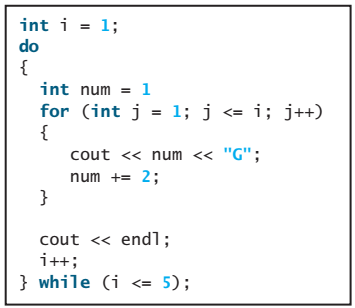 int i = 1;
do
{
  int num = 1
  for (int j = 1; j <= i; j++)
  {
     cout << num << "G";
     num += 2;
  }

  cout << endl;
  i++;
} while (i <= 5);